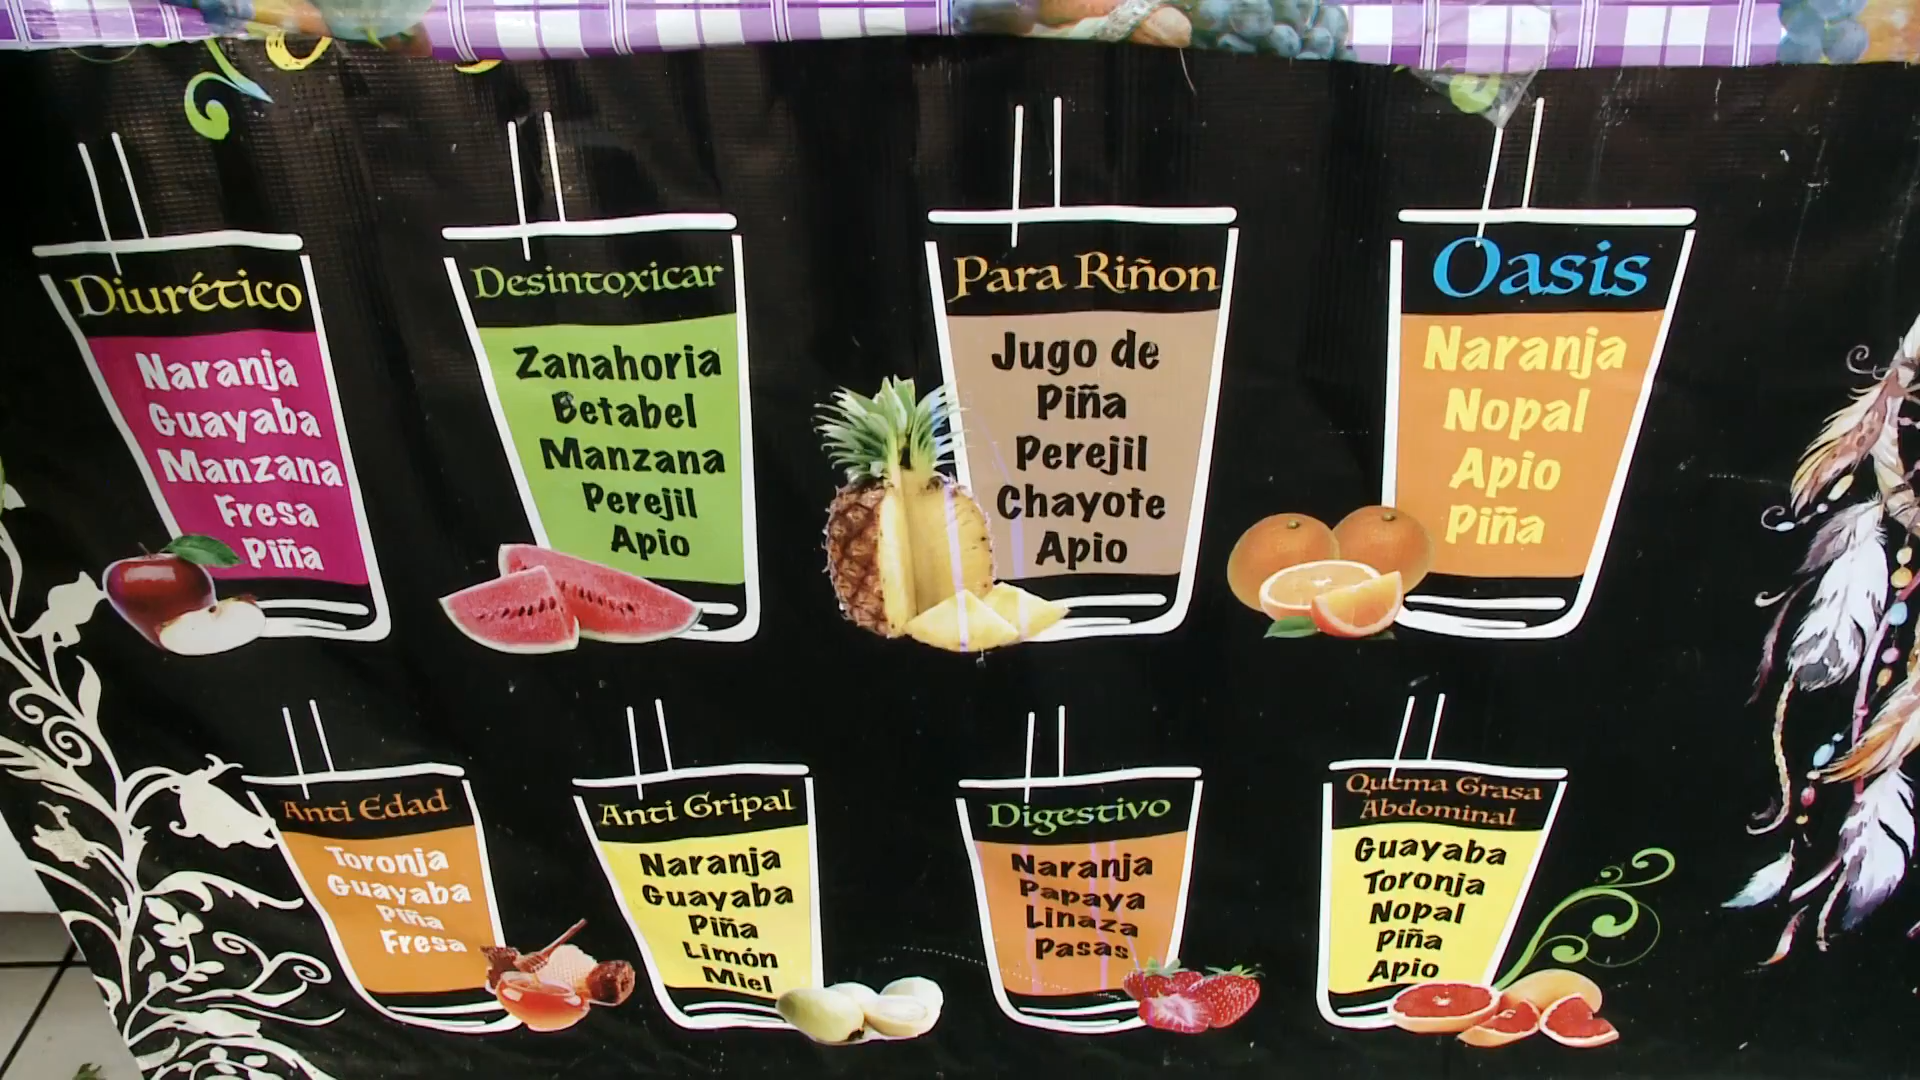 Diurético
Naranja
Guayaba
Manzana
Fresa
Piña
Desintoxicar
Zanahoria
Betabel
Manzana
Perejil
Apio
Para Riñon
Jugo de
Piña
Perejil
Chayote
Apio
Oasis
Naranja
Nopal
Apio
Piña
Anti Edad
Toronja
Guayaba
Piña
Fresa
Anti Gripal
Naranja
Guayaba
Piña
Limón
Miel
Digestivo
Naranja
Papaya
Linaza
Pasas
Quema Grasa
Abdominal
Guayaba
Toronja
Nopal
Piña
Apio